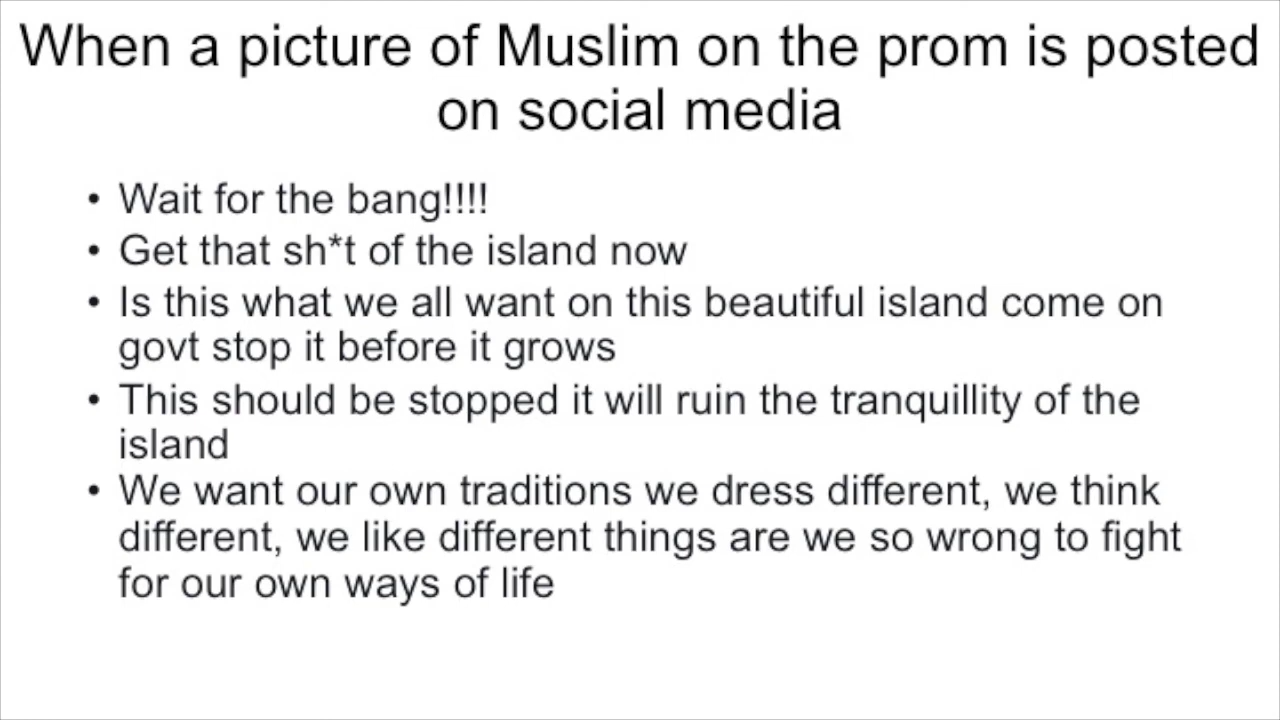 When a picture of Muslim on the prom is posted
on social media
• Wait for the bang!!!!
• Get that sh*t of the island now
• Is this what we all want on this beautiful island come on
govt stop it before it grows
• This should be stopped it will ruin the tranquillity of the
island
• We want our own traditions we dress different, we think
different, we like different things are we so wrong to fight
for our own ways of life